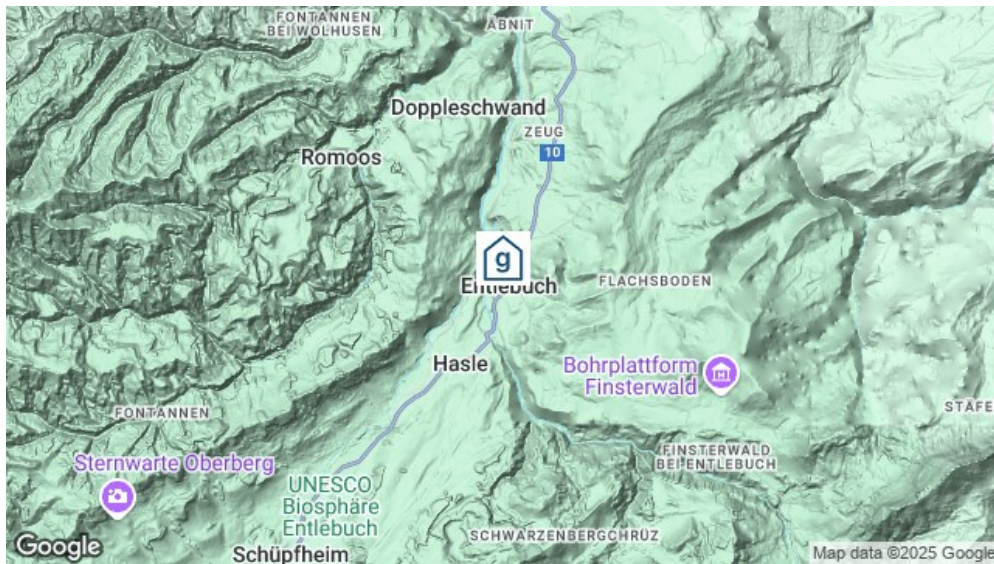 FONTANNEN
BEI WOLHUSEN
ABNIT
Doppleschwand
ZEUG
10
Romoos
g
Entlebuch
FLACHSBODEN
Hasle
Bohrplattform
Finsterwald
FONTANNEN
STÄFE
Sternwarte Oberberg
FINSTERWALD
BEI ENTLEBUCH
UNESCO
Biosphäre
Entlebuch
SCHWARZENBERGCHRÜZ
Google
Schüpfheim
Map data ©2025 Google